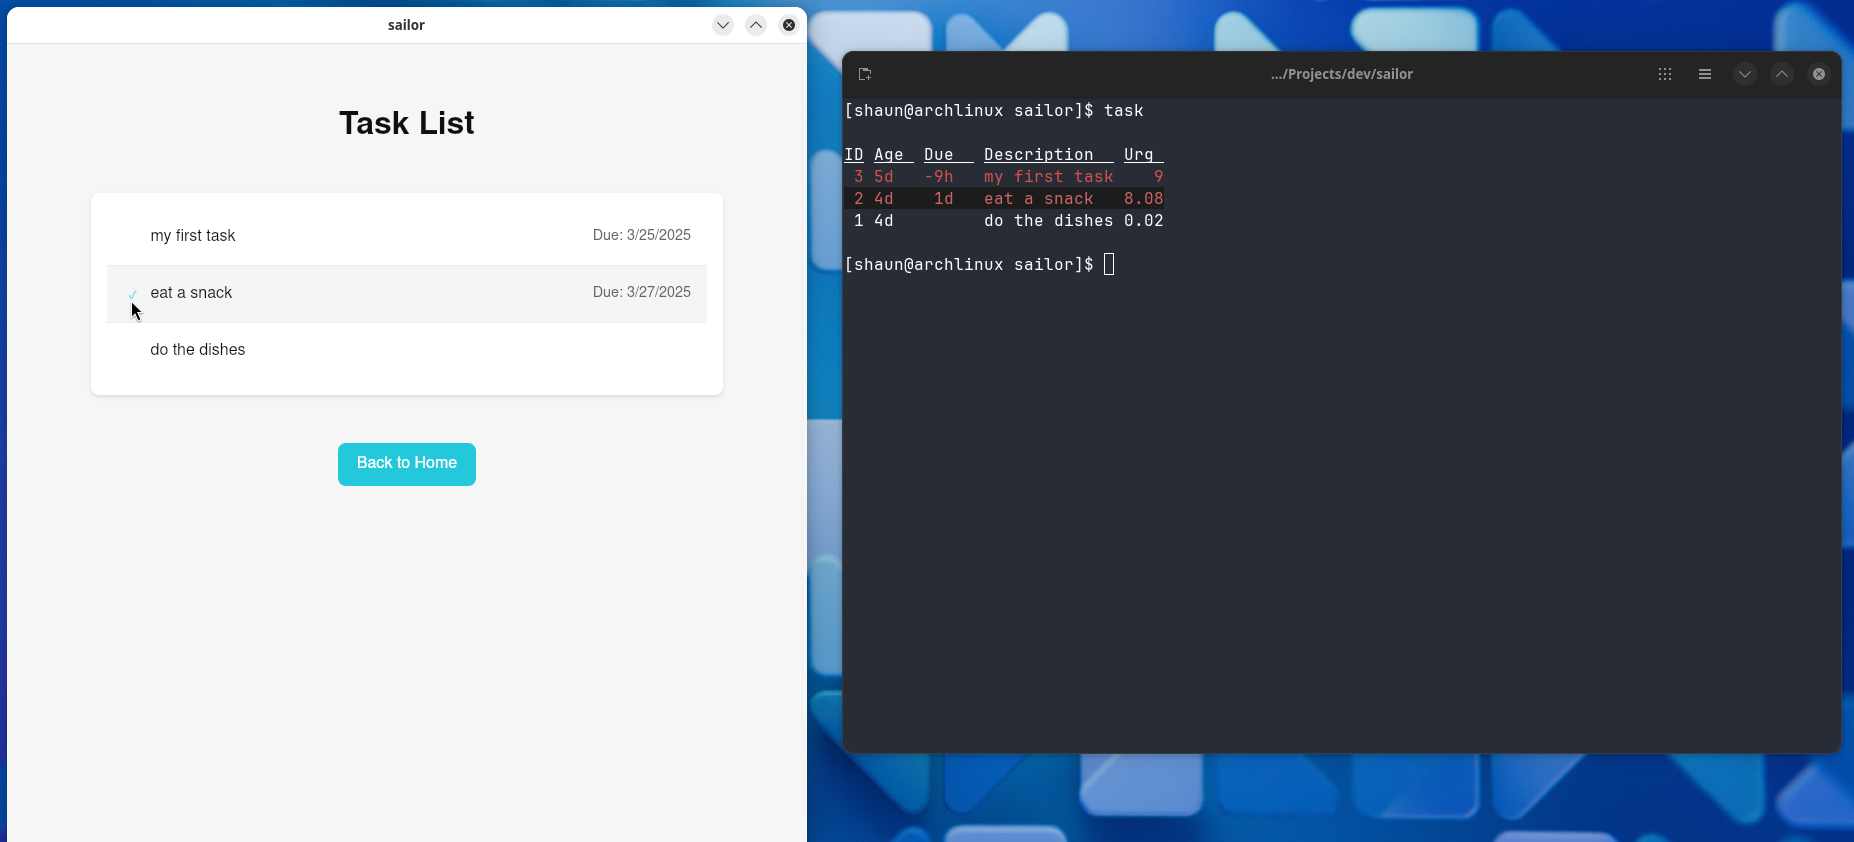 sailor
Task List
my first task Due: 3/25/2025
✓ eat a snack Due: 3/27/2025
do the dishes
Back to Home
.../Projects/dev/sailor
[shaun@archlinux sailor]$ task
ID Age Due Description Urg
3 5d -9h my first task 9
2 4d 1d eat a snack 8.08
1 4d do the dishes 0.02
[shaun@archlinux sailor]$